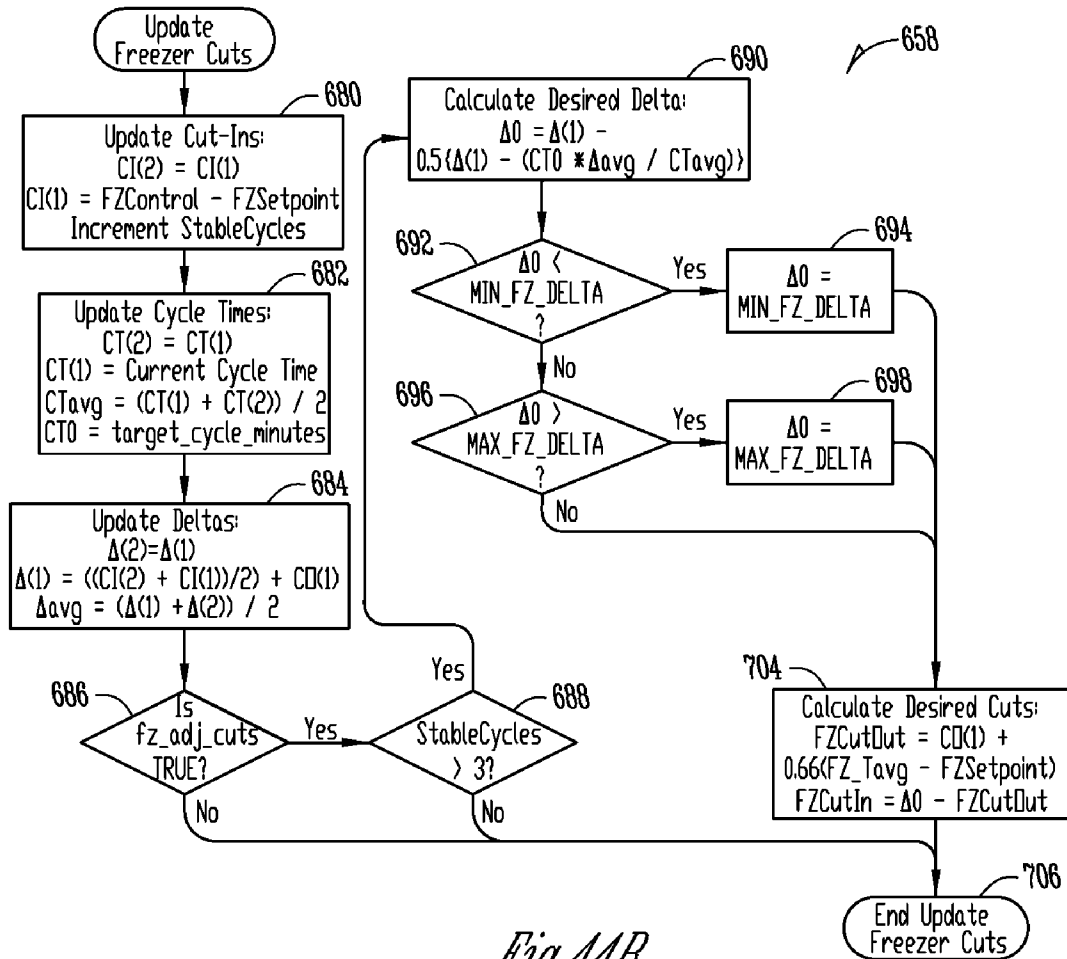 Update
Freezer Cuts
658
680
Update Cut-Ins:
CI(2) = CI(1)
CI(1) = FZControl - FZSetpoint
Increment StableCycles
682
Update Cycle Times:
CT(2) = CT(1)
CT(1) = Current Cycle Time
CTavg = (CT(1) + CT(2)) / 2
CT0 = target_cycle_minutes
684
Update Deltas:
Δ(2)=Δ(1)
Δ(1) = ((CI(2) + CI(1))/2) + CO(1)
Δavg = (Δ(1) +Δ(2)) / 2
686
Is
fz_adj_cuts
TRUE?
Yes
No
688
StableCycles
> 3?
Yes
No
690
Calculate Desired Delta:
Δ0 = Δ(1) -
0.5{Δ(1) - (CT0 *Δavg / CTavg)}
692
Δ0 <
MIN_FZ_DELTA
?
Yes
No
694
Δ0 =
MIN_FZ_DELTA
696
Δ0 >
MAX_FZ_DELTA
?
Yes
No
698
Δ0 =
MAX_FZ_DELTA
704
Calculate Desired Cuts:
FZCutOut = CO(1) +
0.66(FZ_Tavg - FZSetpoint)
FZCutIn = Δ0 - FZCutOut
706
End Update
Freezer Cuts
Fig.44B